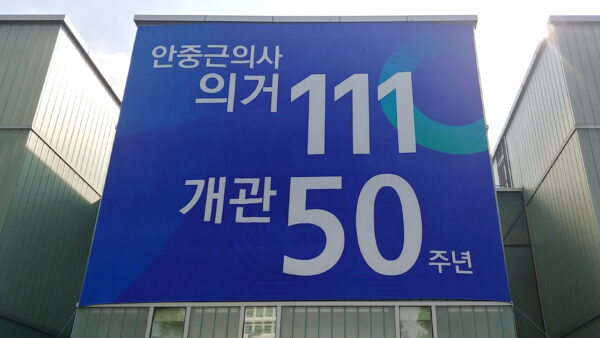 안중근의사
의거 111
개관 50 주년